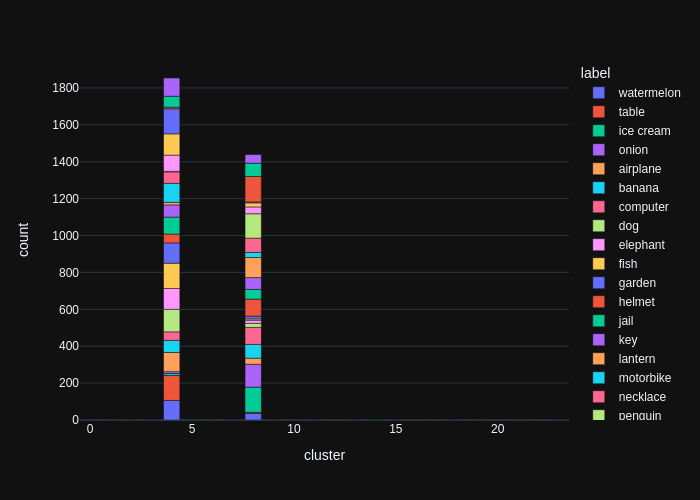 label
watermelon
table
ice cream
onion
airplane
banana
computer
dog
elephant
fish
garden
helmet
jail
key
lantern
motorbike
necklace
penguin
1800
1600
1400
1200
1000
800
600
400
200
0
count
0 5 10 15 20
cluster